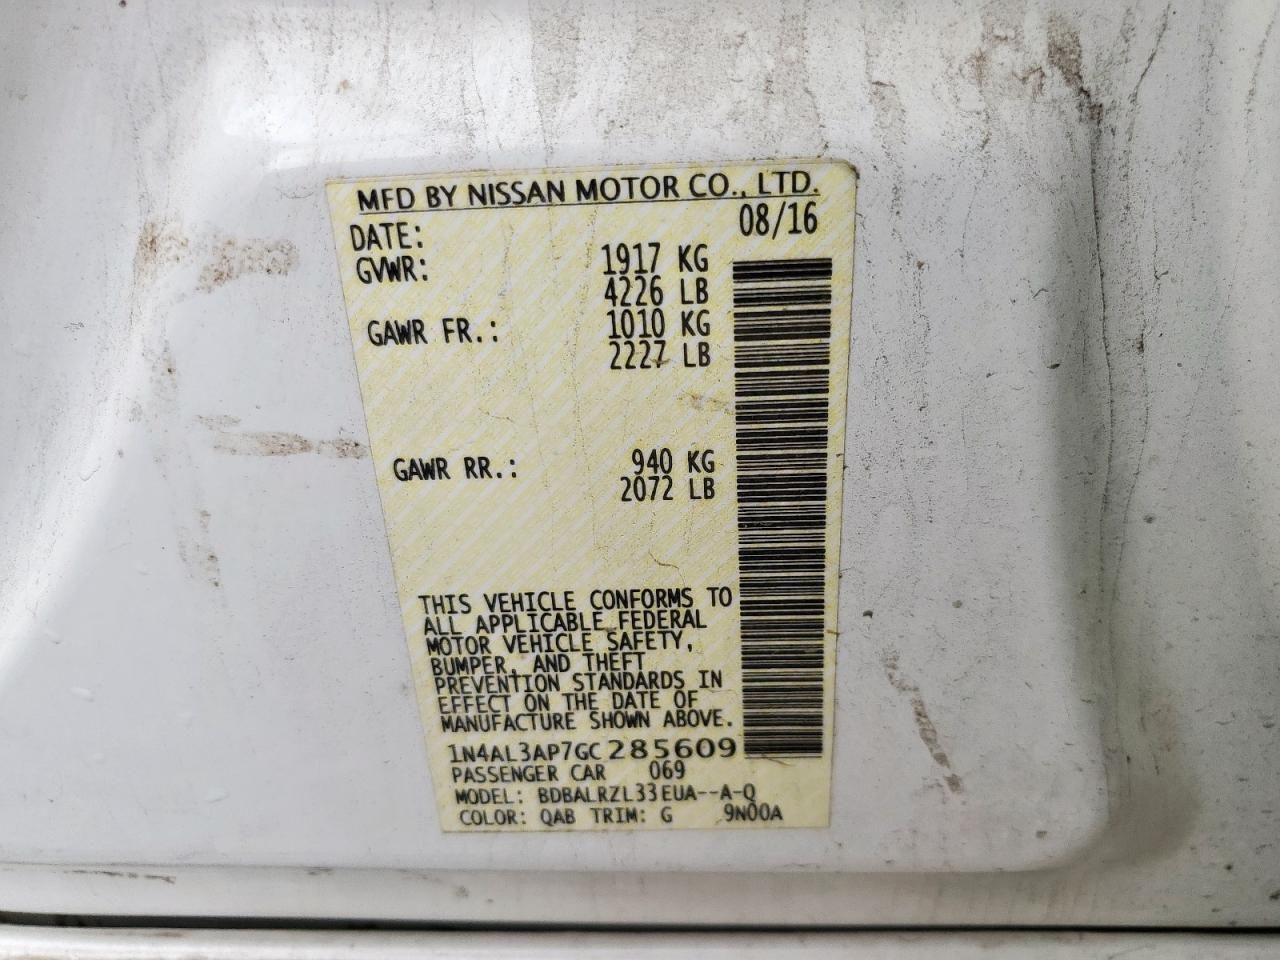 MFD BY NISSAN MOTOR CO., LTD.
DATE: 08/16
GVWR: 1917 KG
4226 LB
GAWR FR.: 1010 KG
2227 LB
GAWR RR.: 940 KG
2072 LB
THIS VEHICLE CONFORMS TO
ALL APPLICABLE FEDERAL
MOTOR VEHICLE SAFETY,
BUMPER, AND THEFT
PREVENTION STANDARDS IN
EFFECT ON THE DATE OF
MANUFACTURE SHOWN ABOVE.
1N4AL3AP7GC285609
PASSENGER CAR 069
MODEL: BDBALRZL33EUA--A-Q
COLOR: QAB TRIM: G 9N00A